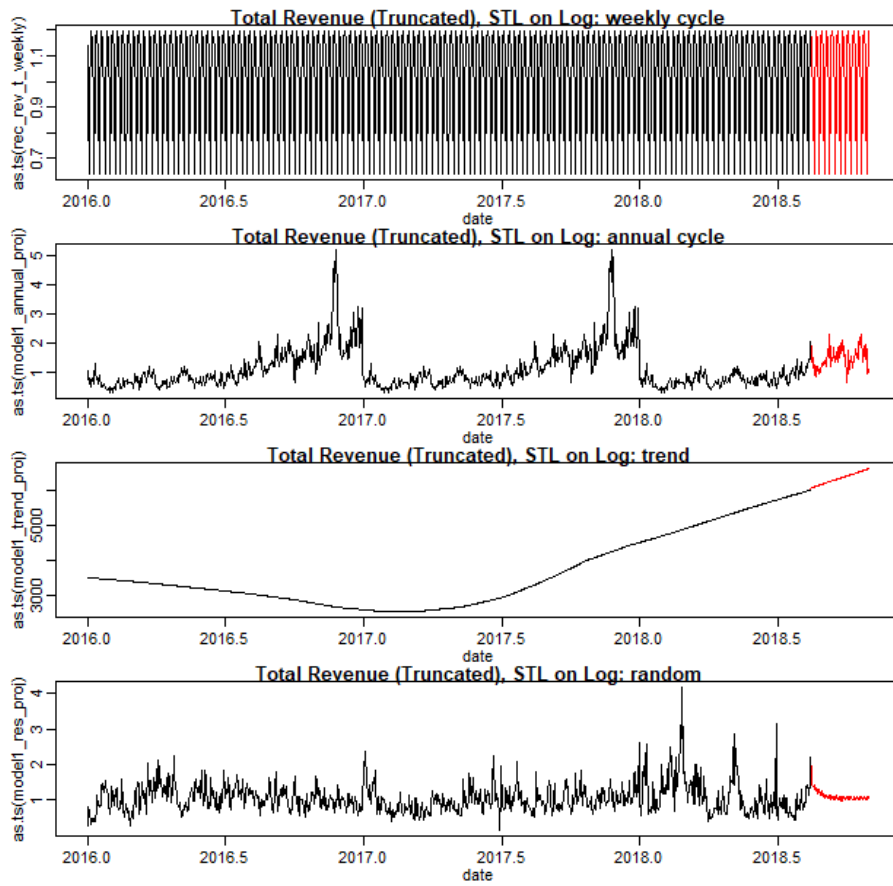 Total Revenue (Truncated), STL on Log: weekly cycle
as.ts(rec_rev_t_weekly)
0.7 0.9 1.1
2016.0 2016.5 2017.0 2017.5 2018.0 2018.5
date
Total Revenue (Truncated), STL on Log: annual cycle
as.ts(model1_annual_proj)
1 2 3 4 5
2016.0 2016.5 2017.0 2017.5 2018.0 2018.5
date
Total Revenue (Truncated), STL on Log: trend
as.ts(model1_trend_proj)
3000 5000
2016.0 2016.5 2017.0 2017.5 2018.0 2018.5
date
Total Revenue (Truncated), STL on Log: random
as.ts(model1_res_proj)
1 2 3 4
2016.0 2016.5 2017.0 2017.5 2018.0 2018.5
date